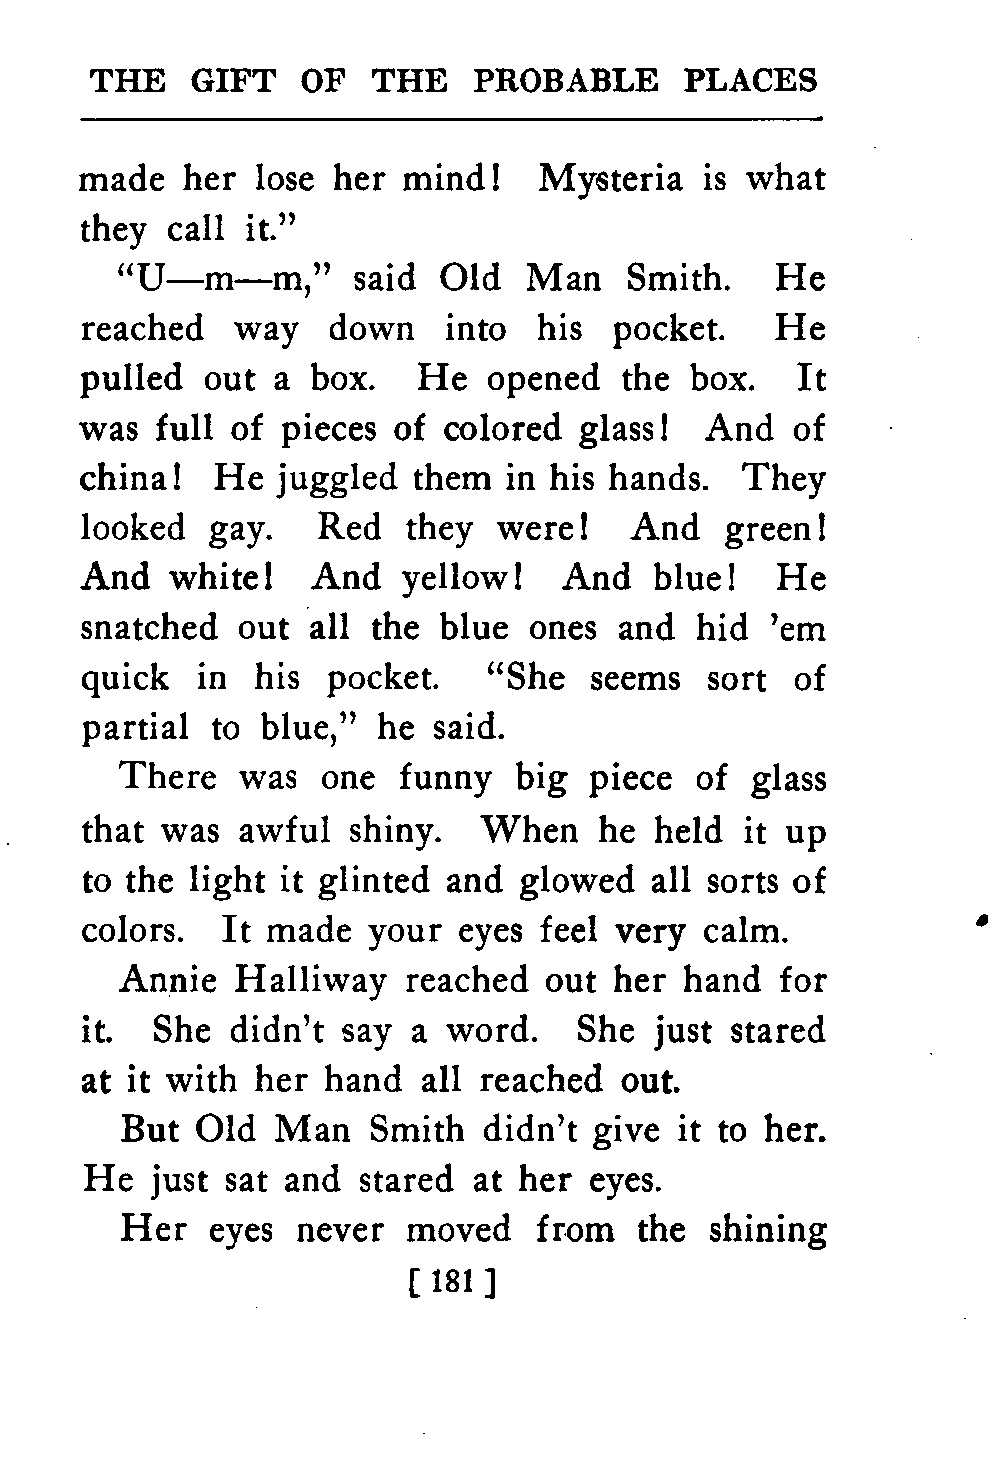 THE GIFT OF THE PROBABLE PLACES
made her lose her mind! Mysteria is what
they call it.”
“U—m—m,” said Old Man Smith. He
reached way down into his pocket. He
pulled out a box. He opened the box. It
was full of pieces of colored glass! And of
china! He juggled them in his hands. They
looked gay. Red they were! And green!
And white! And yellow! And blue! He
snatched out all the blue ones and hid ’em
quick in his pocket. “She seems sort of
partial to blue,” he said.
There was one funny big piece of glass
that was awful shiny. When he held it up
to the light it glinted and glowed all sorts of
colors. It made your eyes feel very calm.
Annie Halliway reached out her hand for
it. She didn’t say a word. She just stared
at it with her hand all reached out.
But Old Man Smith didn’t give it to her.
He just sat and stared at her eyes.
Her eyes never moved from the shining
[ 181 ]